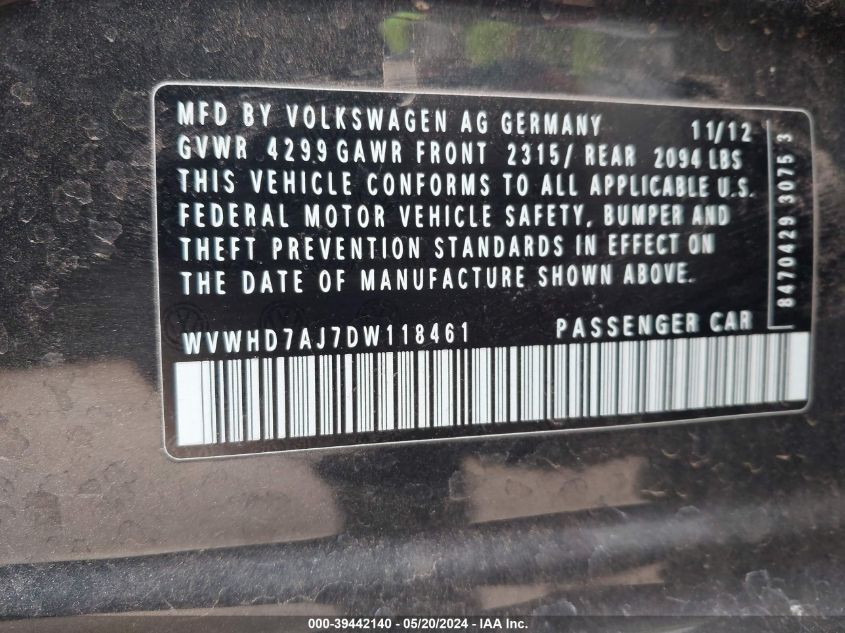 MFD BY VOLKSWAGEN AG GERMANY 11/12
GVWR 4299 GAWR FRONT 2315/ REAR 2094 LBS
THIS VEHICLE CONFORMS TO ALL APPLICABLE U.S.
FEDERAL MOTOR VEHICLE SAFETY, BUMPER AND
THEFT PREVENTION STANDARDS IN EFFECT ON
THE DATE OF MANUFACTURE SHOWN ABOVE.
WVWHD7AJ7DW118461 PASSENGER CAR
8470429 3075 3
000-39442140 - 05/20/2024 - IAA Inc.